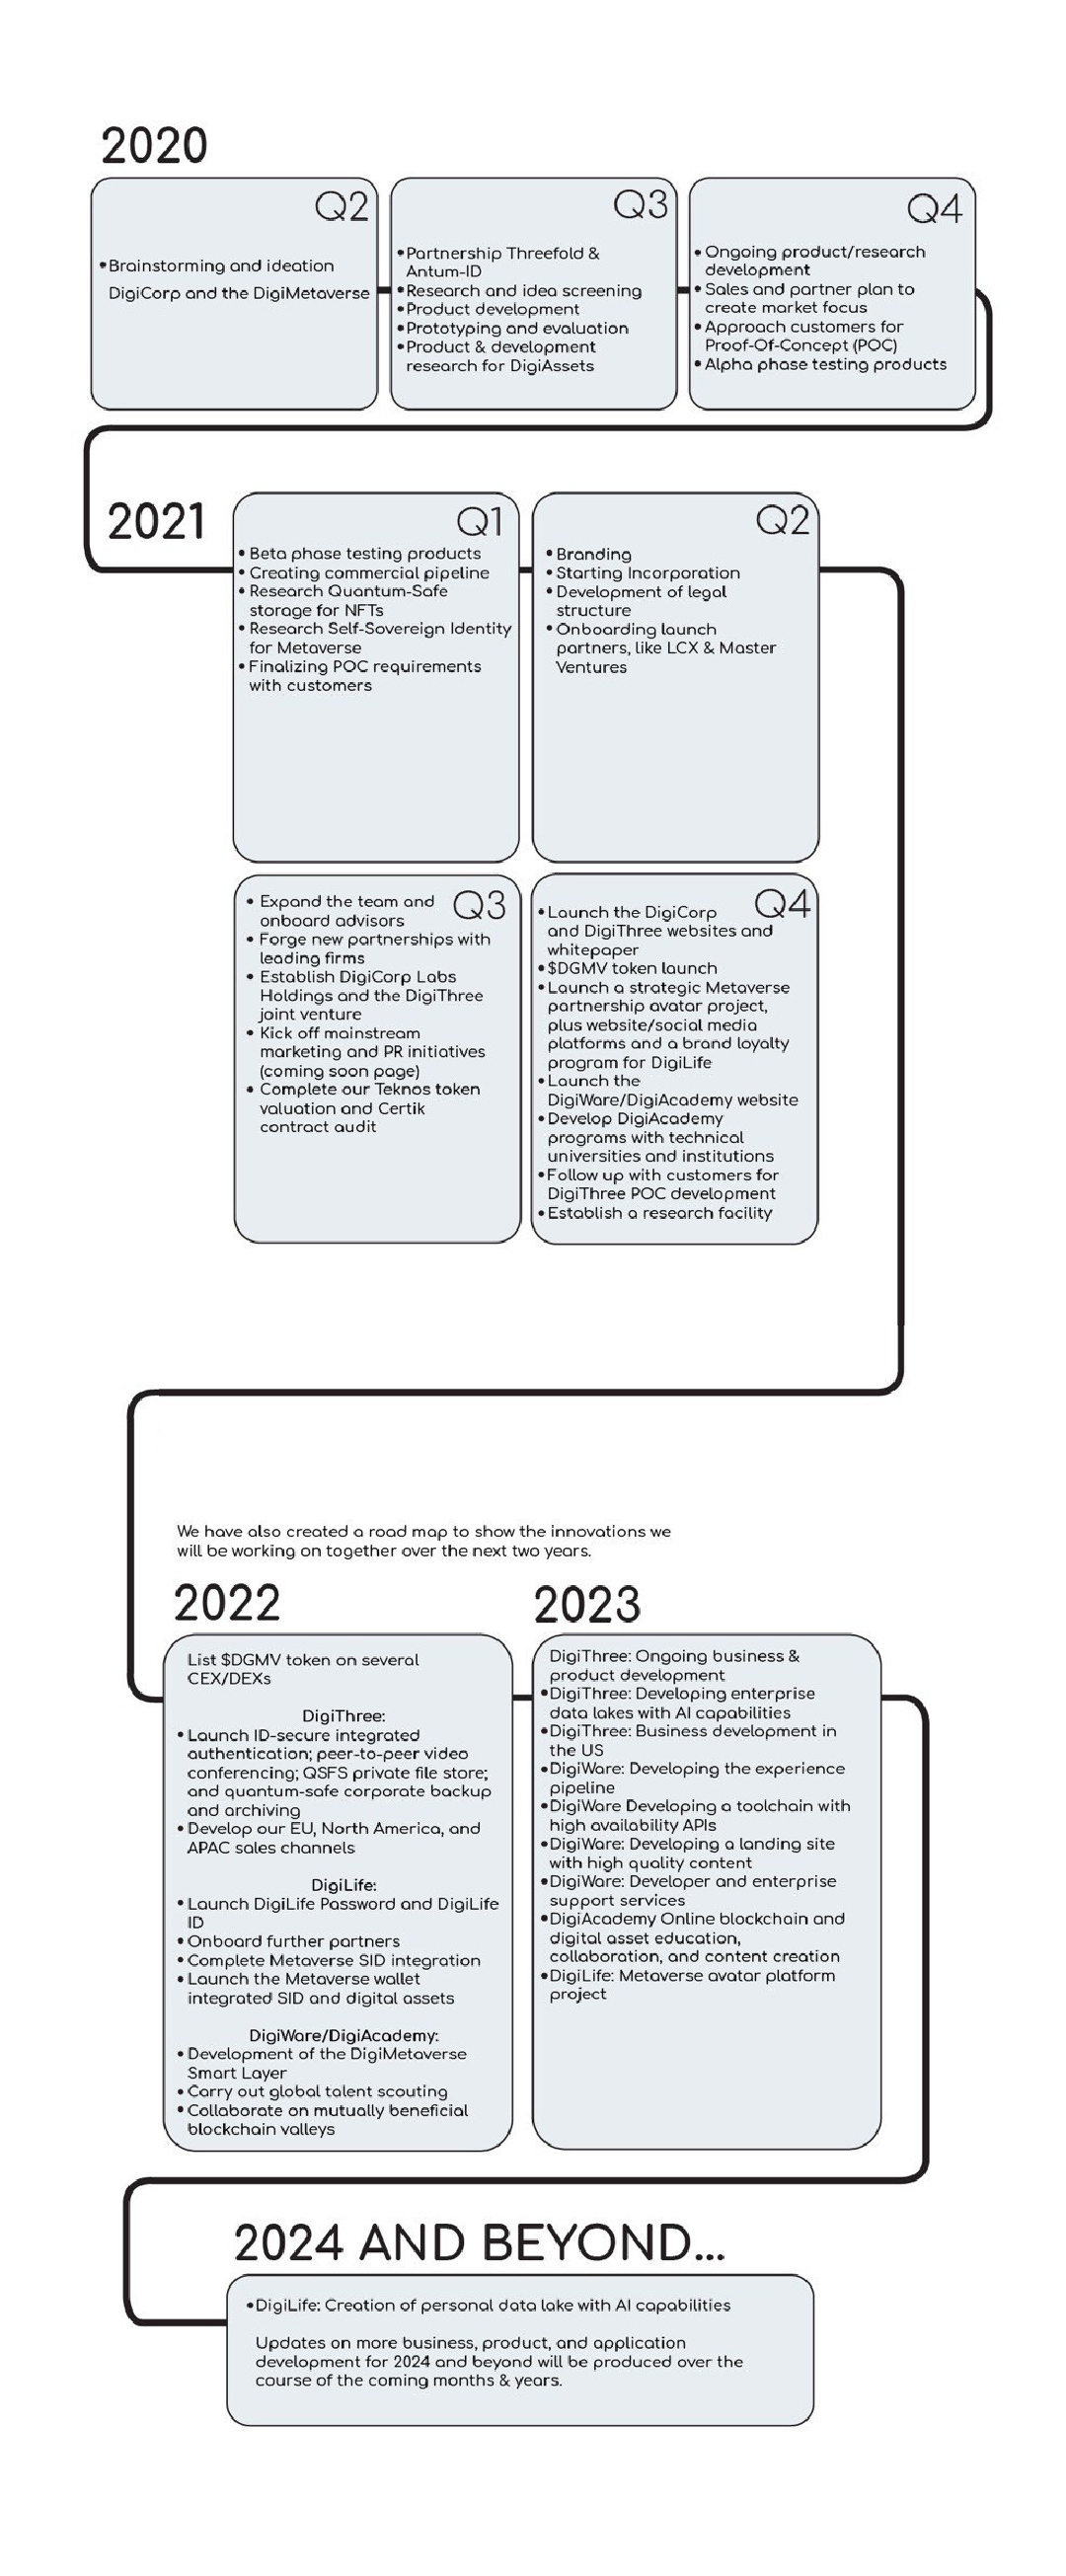 2020
Q2
•Brainstorming and ideation
DigiCorp and the DigiMetaverse
Q3
•Partnership Threefold &
Antum-ID
•Research and idea screening
•Product development
•Prototyping and evaluation
•Product & development
research for DigiAssets
Q4
•Ongoing product/research
development
•Sales and partner plan to
create market focus
•Approach customers for
Proof-Of-Concept (POC)
•Alpha phase testing products
2021
Q1
•Beta phase testing products
•Creating commercial pipeline
•Research Quantum-Safe
storage for NFTs
•Research Self-Sovereign Identity
for Metaverse
•Finalizing POC requirements
with customers
Q2
•Branding
•Starting Incorporation
•Development of legal
structure
•Onboarding launch
partners, like LCX & Master
Ventures
Q3
• Expand the team and
onboard advisors
• Forge new partnerships with
leading firms
• Establish DigiCorp Labs
Holdings and the DigiThree
joint venture
• Kick off mainstream
marketing and PR initiatives
(coming soon page)
• Complete our Teknos token
valuation and Certik
contract audit
Q4
•Launch the DigiCorp
and DigiThree websites and
whitepaper
•$DGMV token launch
•Launch a strategic Metaverse
partnership avatar project,
plus website/social media
platforms and a brand loyalty
program for DigiLife
•Launch the
DigiWare/DigiAcademy website
•Develop DigiAcademy
programs with technical
universities and institutions
•Follow up with customers for
DigiThree POC development
•Establish a research facility
We have also created a road map to show the innovations we
will be working on together over the next two years.
2022
List $DGMV token on several
CEX/DEXs
DigiThree:
•Launch ID-secure integrated
authentication; peer-to-peer video
conferencing; QSFS private file store;
and quantum-safe corporate backup
and archiving
•Develop our EU, North America, and
APAC sales channels
DigiLife:
•Launch DigiLife Password and DigiLife
ID
•Onboard further partners
•Complete Metaverse SID integration
•Launch the Metaverse wallet
integrated SID and digital assets
DigiWare/DigiAcademy:
•Development of the DigiMetaverse
Smart Layer
•Carry out global talent scouting
•Collaborate on mutually beneficial
blockchain valleys
2023
DigiThree: Ongoing business &
product development
•DigiThree: Developing enterprise
data lakes with AI capabilities
•DigiThree: Business development in
the US
•DigiWare: Developing the experience
pipeline
•DigiWare Developing a toolchain with
high availability APIs
•DigiWare: Developing a landing site
with high quality content
•DigiWare: Developer and enterprise
support services
•DigiAcademy Online blockchain and
digital asset education,
collaboration, and content creation
•DigiLife: Metaverse avatar platform
project
2024 AND BEYOND...
•DigiLife: Creation of personal data lake with AI capabilities
Updates on more business, product, and application
development for 2024 and beyond will be produced over the
course of the coming months & years.